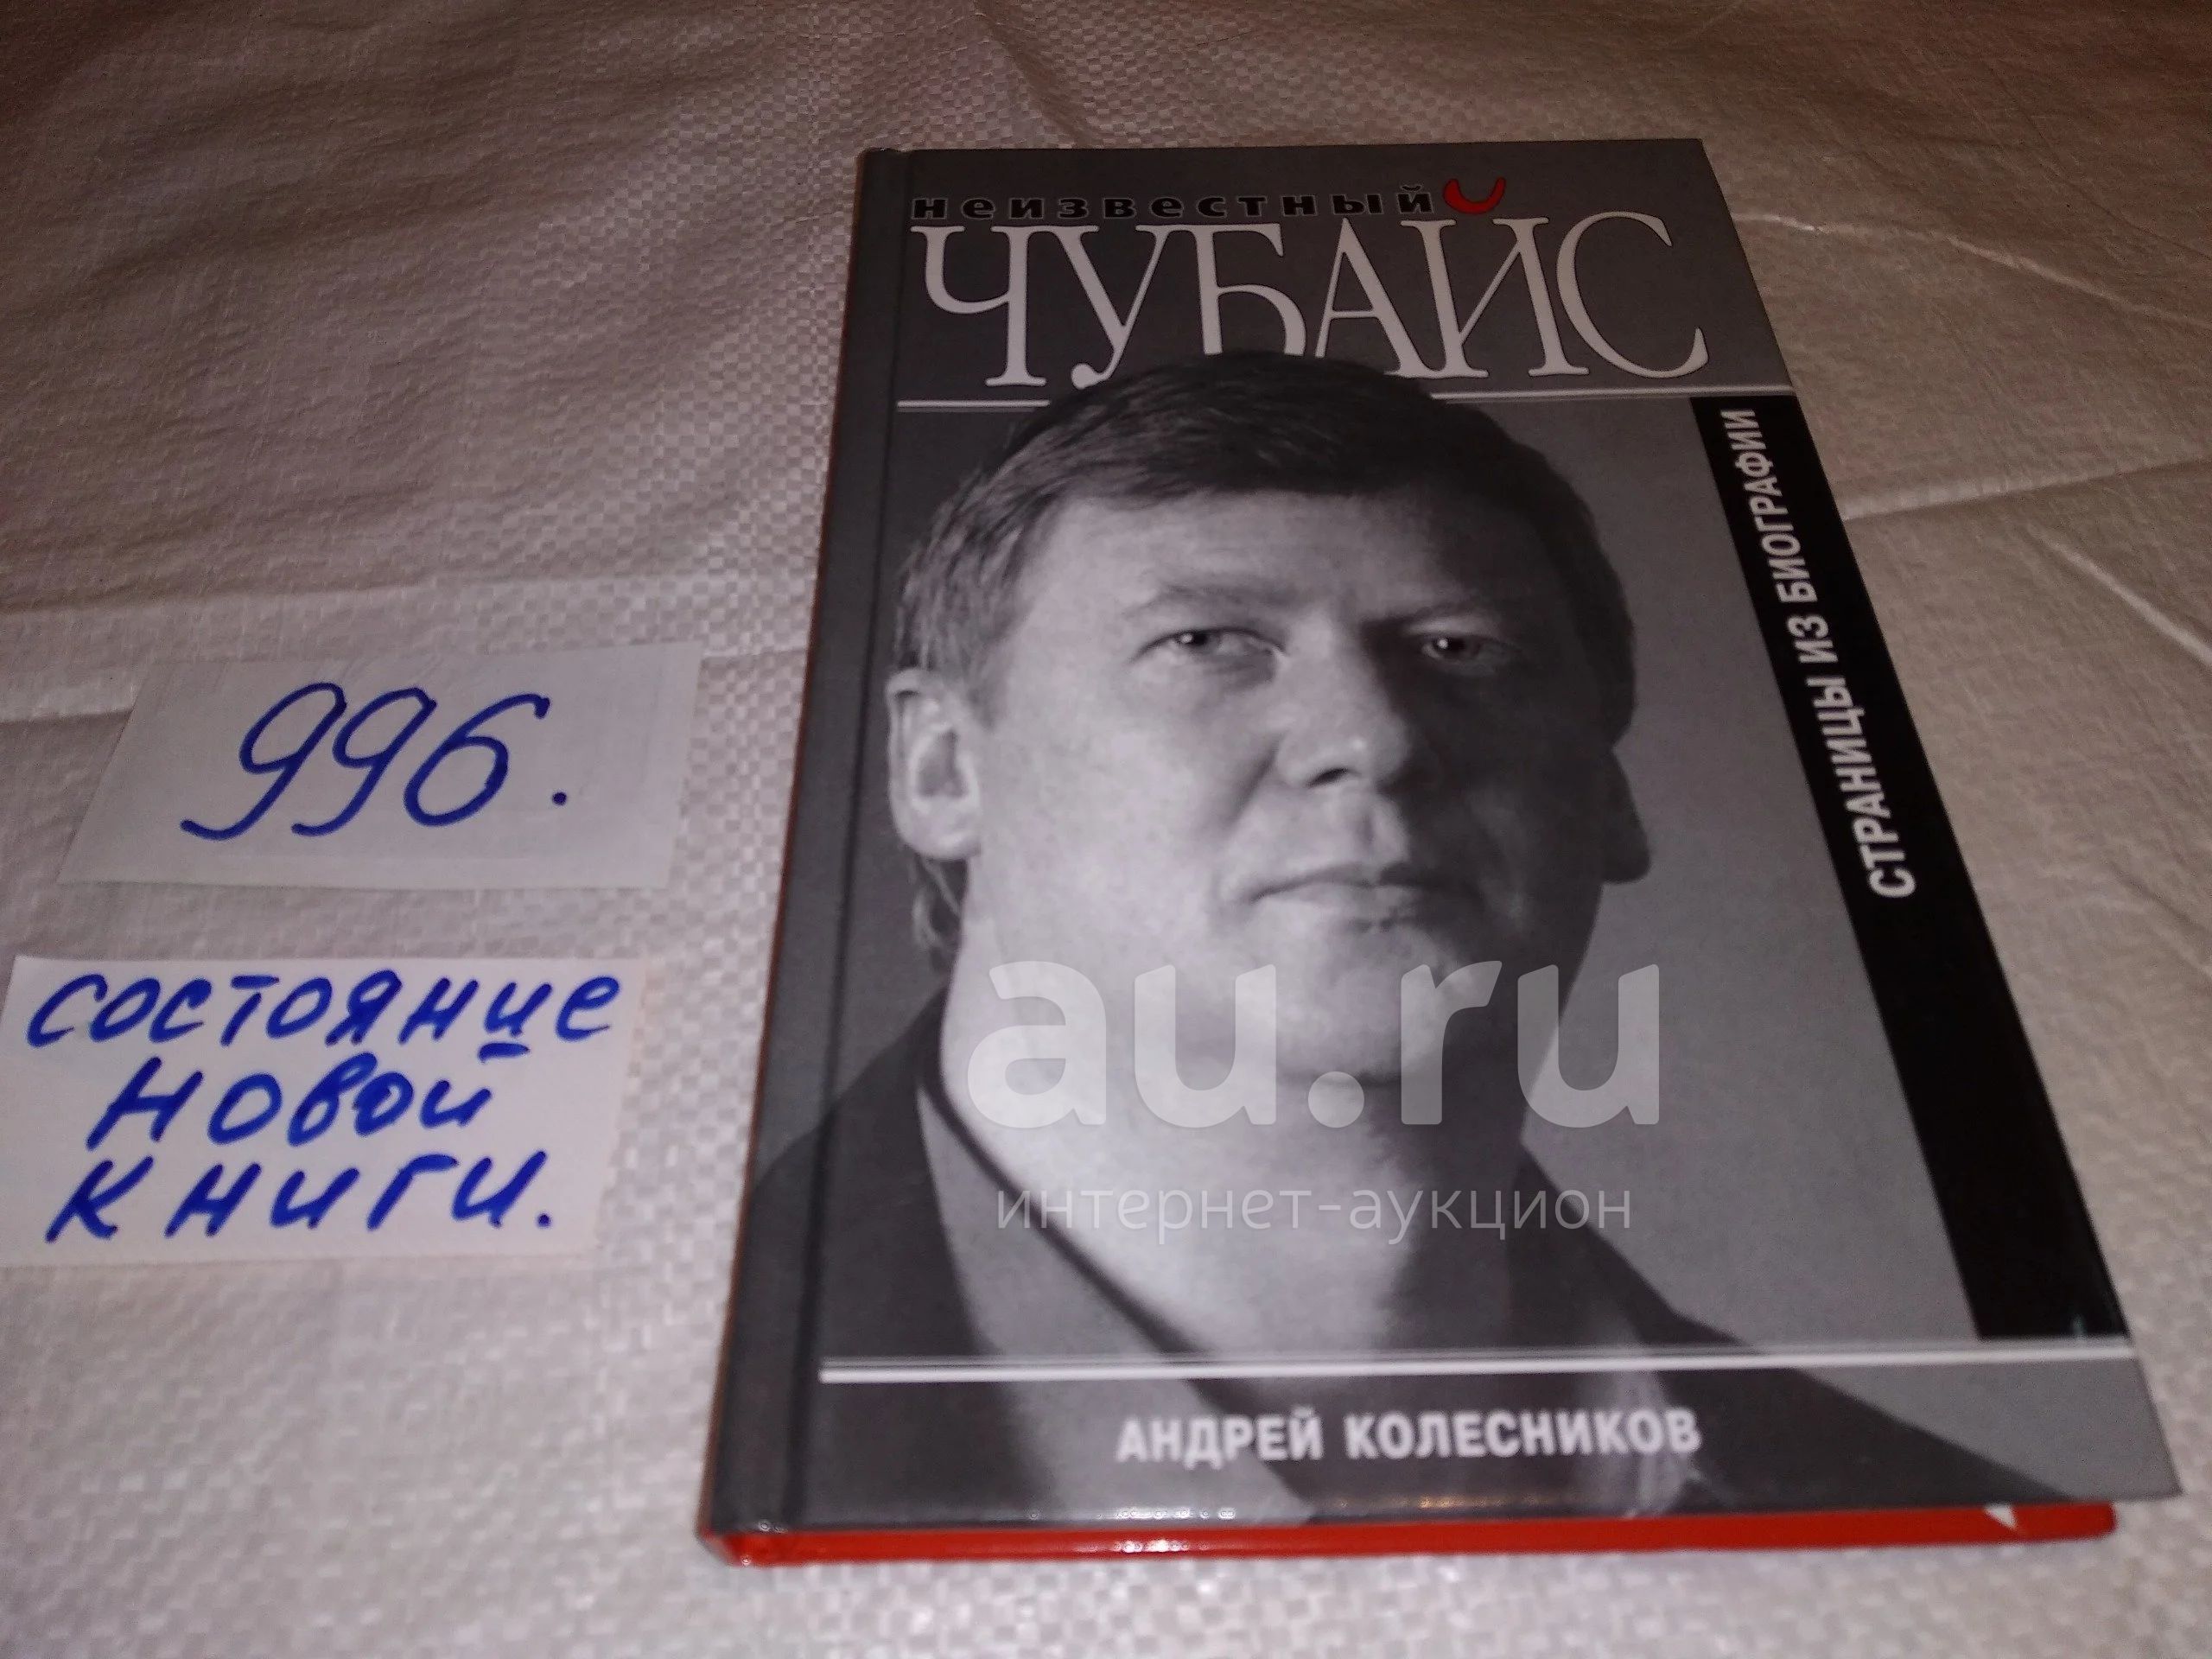 неизвестный
ЧУБАЙС
СТРАНИЦЫ ИЗ БИОГРАФИИ
996.
состояние
новой
книги.
au.ru
интернет-аукцион
АНДРЕЙ КОЛЕСНИКОВ